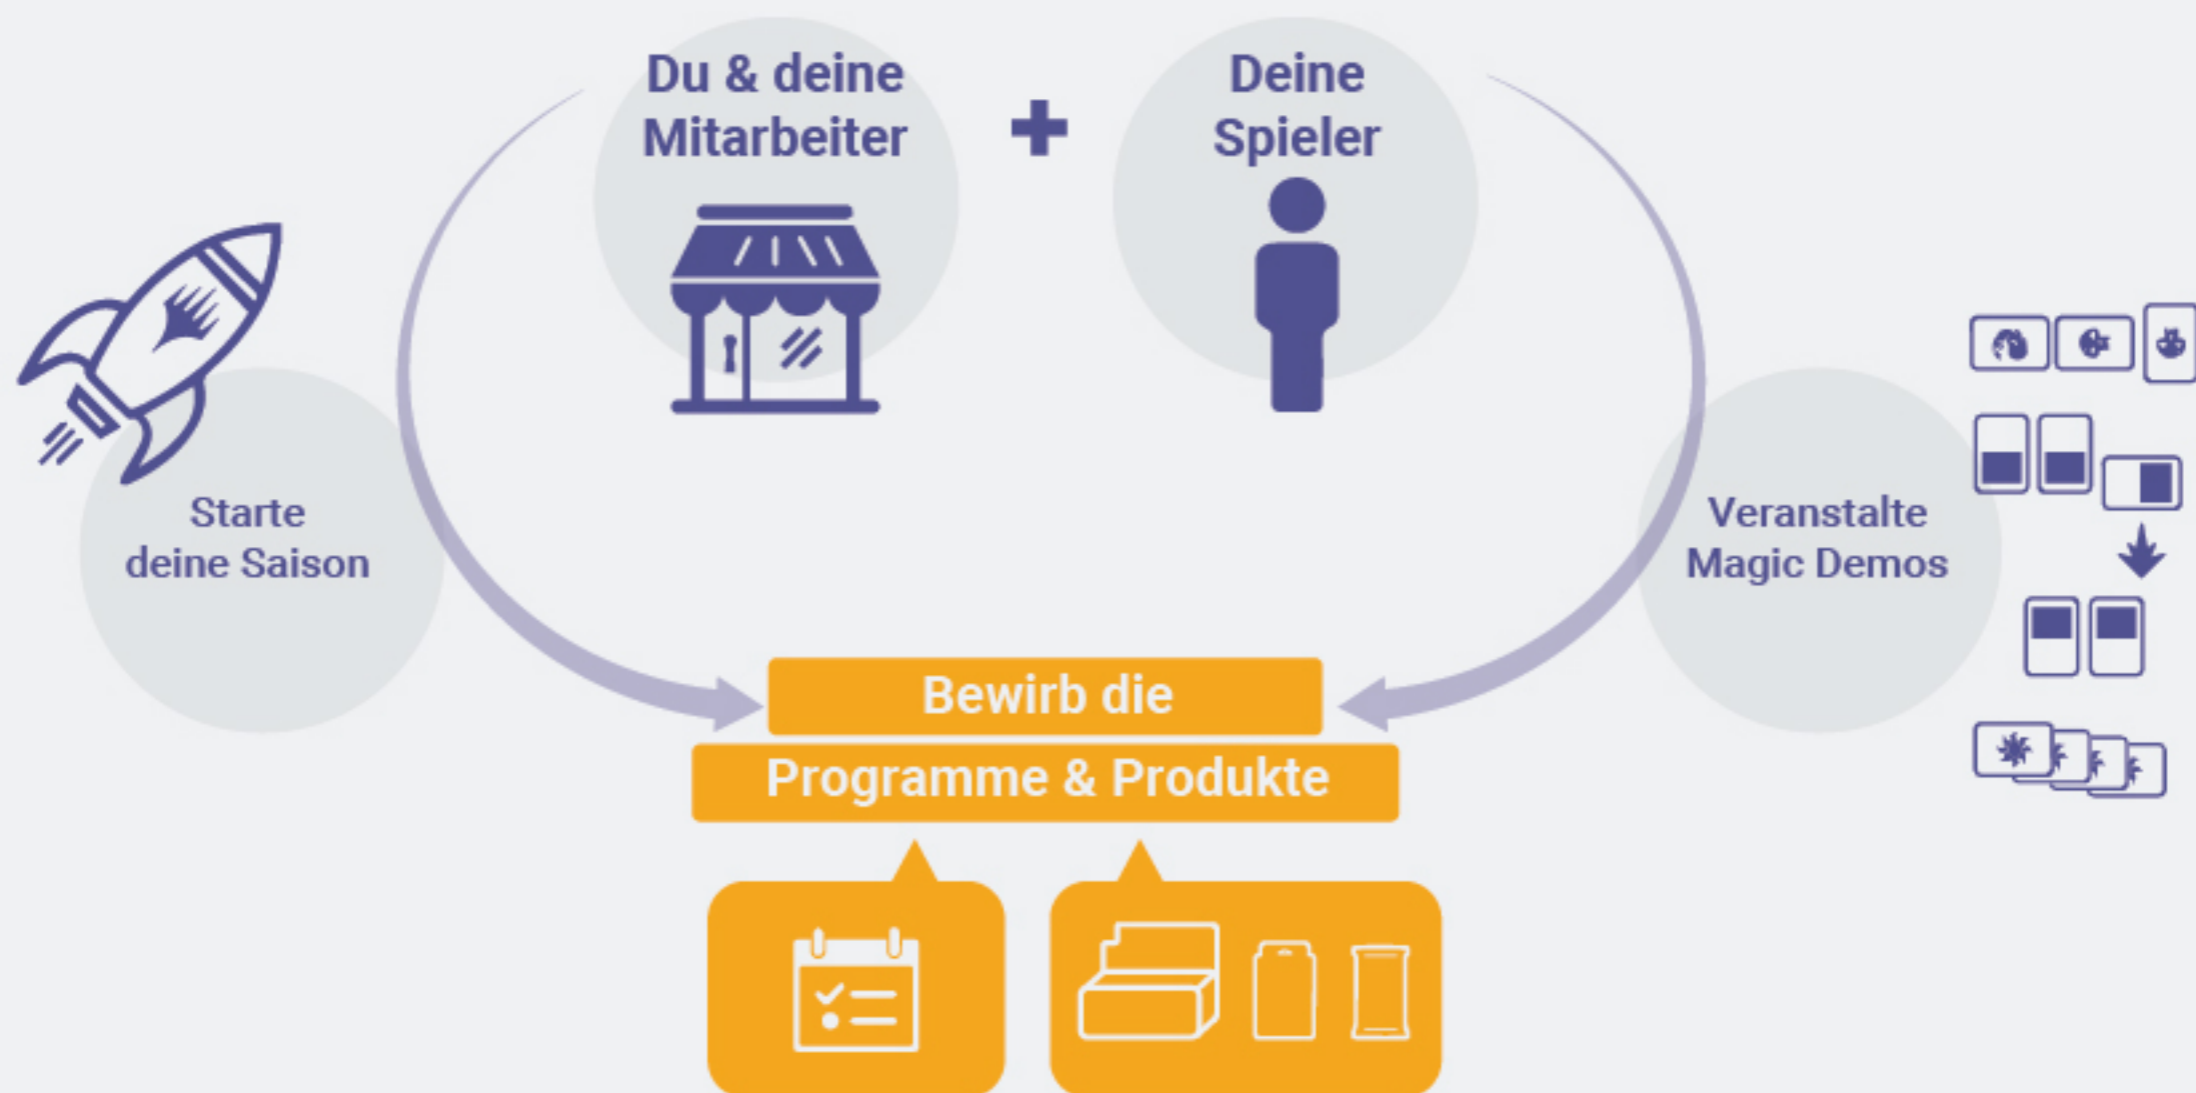 Du & deine
Mitarbeiter
Deine
Spieler
Starte
deine Saison
Veranstalte
Magic Demos
Bewirb die
Programme & Produkte